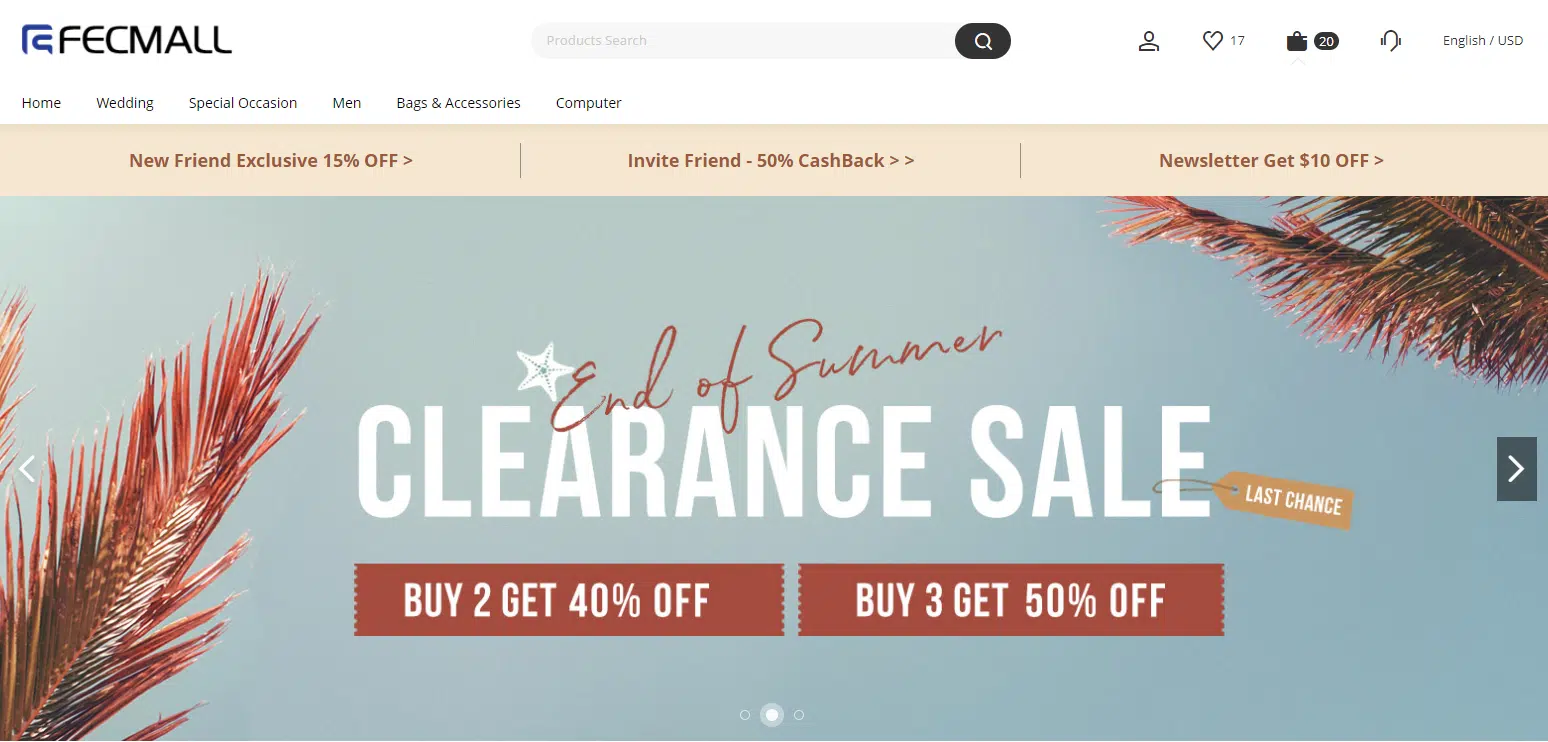 FECMALL
Products Search
17
20
English / USD
Home
Wedding
Special Occasion
Men
Bags & Accessories
Computer
New Friend Exclusive 15% OFF >
Invite Friend - 50% CashBack > >
Newsletter Get $10 OFF >
End of Summer
CLEARANCE SALE
LAST CHANCE
BUY 2 GET 40% OFF
BUY 3 GET 50% OFF